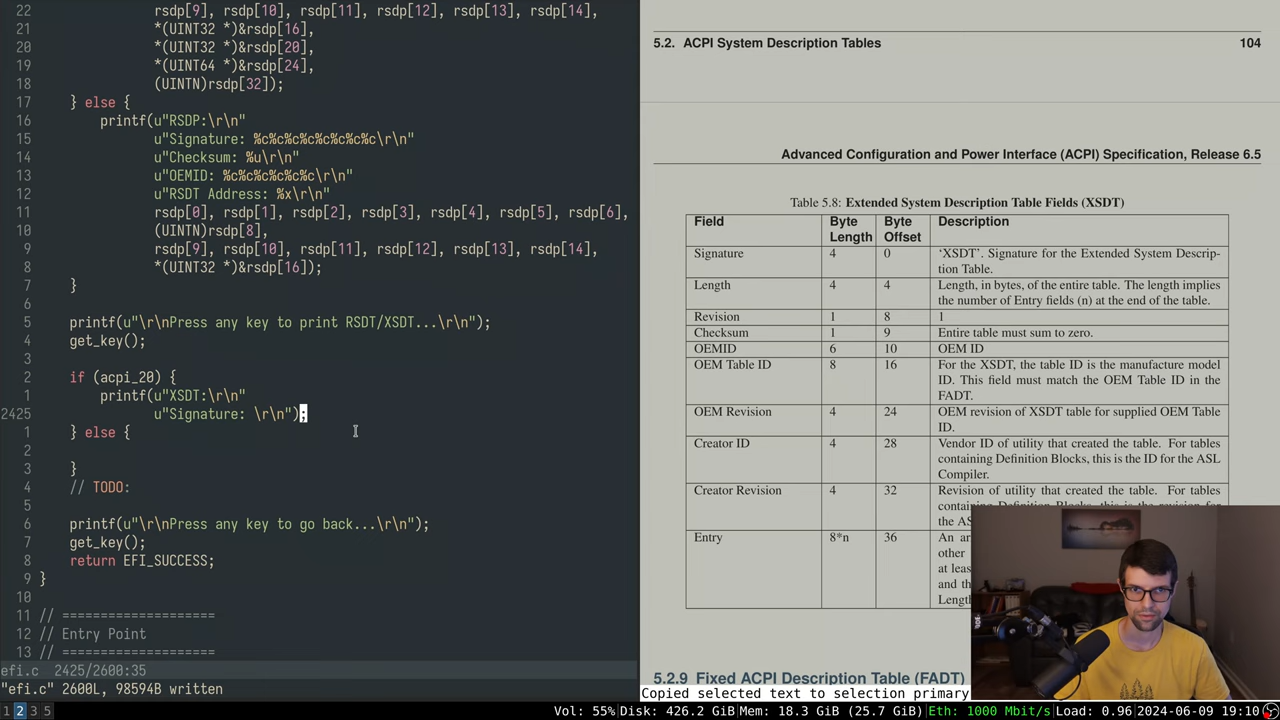 22 rsdp[9], rsdp[10], rsdp[11], rsdp[12], rsdp[13], rsdp[14],
21 *(UINT32 *)&rsdp[16],
20 *(UINT32 *)&rsdp[20],
19 *(UINT64 *)&rsdp[24],
18 (UINTN)rsdp[32]);
17 } else {
16 printf(u"RSDP:\r\n"
15 u"Signature: %c%c%c%c%c%c%c%c\r\n"
14 u"Checksum: %u\r\n"
13 u"OEMID: %c%c%c%c%c%c\r\n"
12 u"RSDT Address: %x\r\n"
11 rsdp[0], rsdp[1], rsdp[2], rsdp[3], rsdp[4], rsdp[5], rsdp[6],
10 (UINTN)rsdp[8],
9 rsdp[9], rsdp[10], rsdp[11], rsdp[12], rsdp[13], rsdp[14],
8 *(UINT32 *)&rsdp[16]);
7 }
6
5 printf(u"\r\nPress any key to print RSDT/XSDT...\r\n");
4 get_key();
3
2 if (acpi_20) {
1 printf(u"XSDT:\r\n"
2425 u"Signature: \r\n");
1 } else {
2
3 }
4 // TODO:
5
6 printf(u"\r\nPress any key to go back...\r\n");
7 get_key();
8 return EFI_SUCCESS;
9 }
10
11 // ====================
12 // Entry Point
13 // ====================
efi.c 2425/2600:35
"efi.c" 2600L, 98594B written
5.2. ACPI System Description Tables 104
Advanced Configuration and Power Interface (ACPI) Specification, Release 6.5
Table 5.8: Extended System Description Table Fields (XSDT)
Field Byte Length Byte Offset Description
Signature 4 0 ‘XSDT’. Signature for the Extended System Descrip-
tion Table.
Length 4 4 Length, in bytes, of the entire table. The length implies
the number of Entry fields (n) at the end of the table.
Revision 1 8 1
Checksum 1 9 Entire table must sum to zero.
OEMID 6 10 OEM ID
OEM Table ID 8 16 For the XSDT, the table ID is the manufacture model
ID. This field must match the OEM Table ID in the
FADT.
OEM Revision 4 24 OEM revision of XSDT table for supplied OEM Table
ID.
Creator ID 4 28 Vendor ID of utility that created the table. For tables
containing Definition Blocks, this is the ID for the ASL
Compiler.
Creator Revision 4 32 Revision of utility that created the table. For tables
the AS
Entry 8*n 36 An ar
other
at leas
and th
Lengt
5.2.9 Fixed ACPI Description Table (FADT)
Copied selected text to selection primary
1 2 3 5 Vol: 55% Disk: 426.2 GiB Mem: 18.3 GiB (25.7 GiB) Eth: 1000 Mbit/s Load: 0.96 2024-06-09 19:10